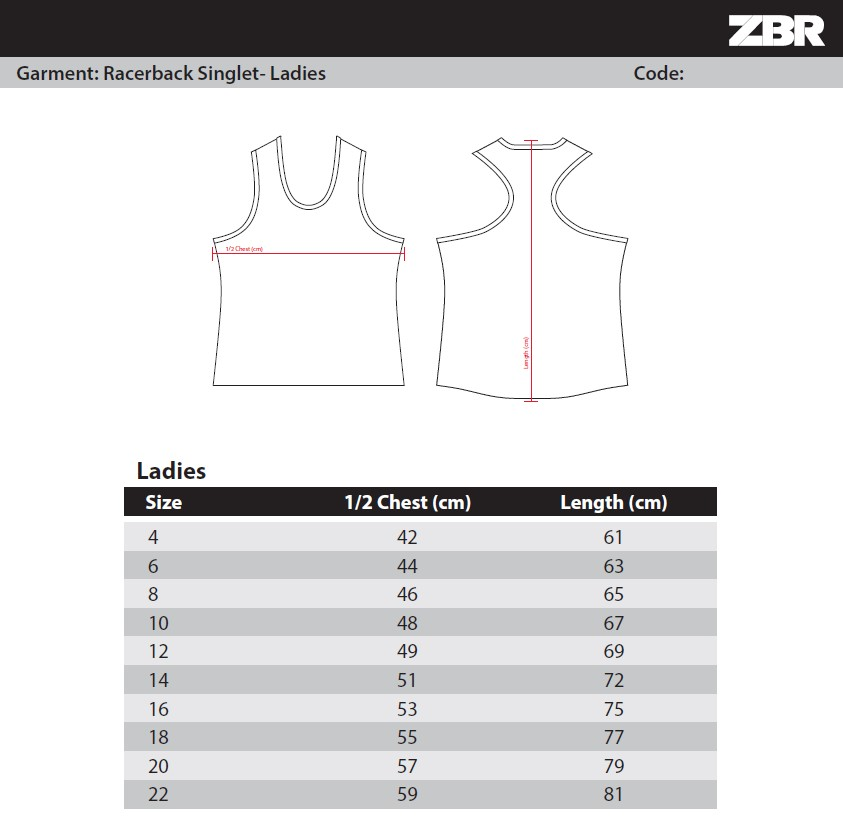 ZBR
Garment: Racerback Singlet- Ladies Code:
1/2 Chest (cm)
Length (cm)
Ladies
Size 1/2 Chest (cm) Length (cm)
4 42 61
6 44 63
8 46 65
10 48 67
12 49 69
14 51 72
16 53 75
18 55 77
20 57 79
22 59 81